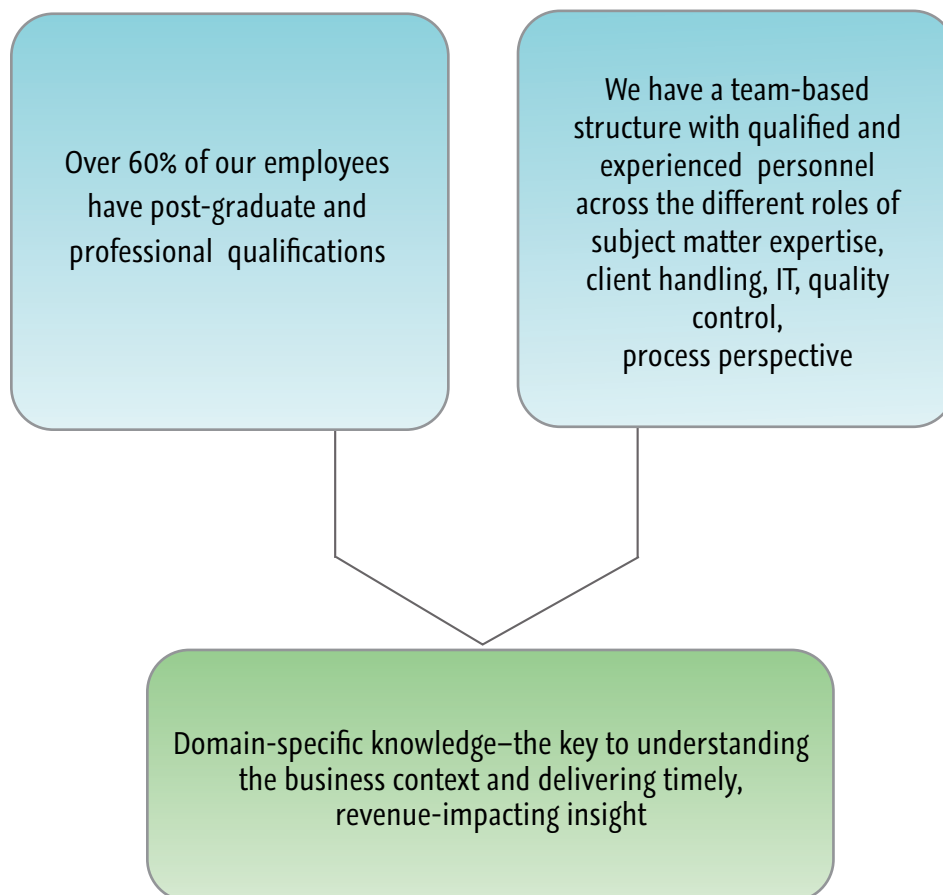 Over 60% of our employees
have post-graduate and
professional qualifications
We have a team-based
structure with qualified and
experienced personnel
across the different roles of
subject matter expertise,
client handling, IT, quality
control,
process perspective
Domain-specific knowledge–the key to understanding
the business context and delivering timely,
revenue-impacting insight